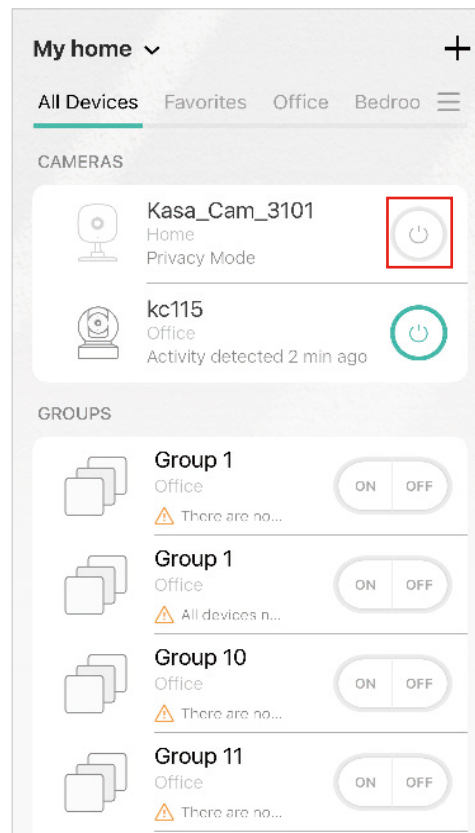 My home
All Devices Favorites Office Bedroo
CAMERAS
Kasa_Cam_3101
Home
Privacy Mode
kc115
Office
Activity detected 2 min ago
GROUPS
Group 1
Office
ON OFF
There are no...
Group 1
Office
ON OFF
All devices n...
Group 10
Office
ON OFF
There are no...
Group 11
Office
ON OFF
There are no...